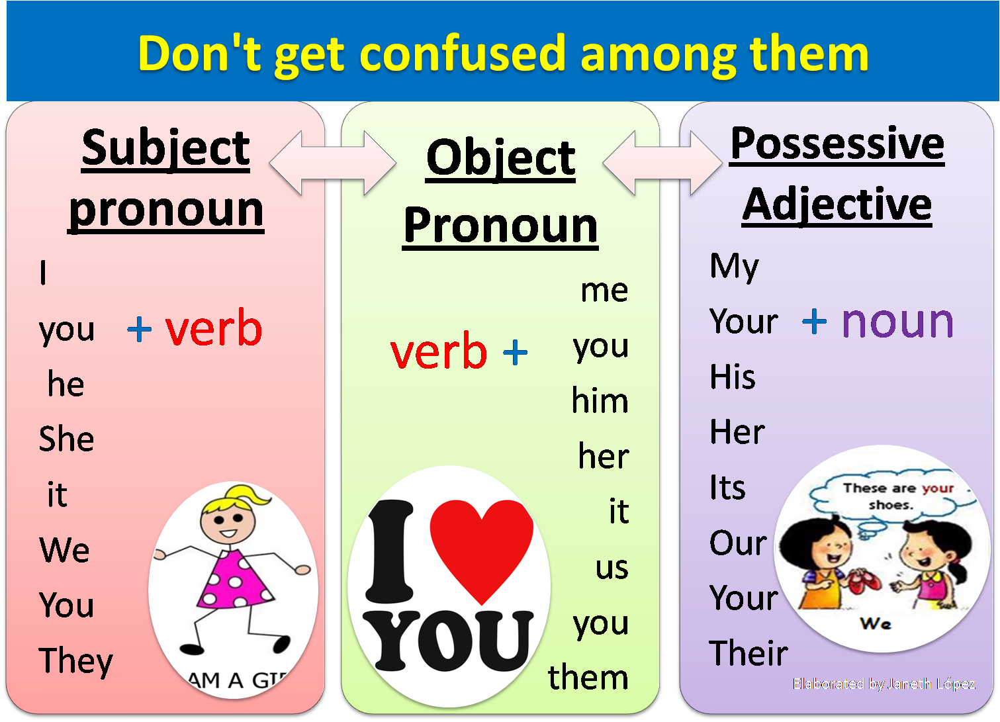 Don't get confused among them
Subject
pronoun
I
you + verb
he
She
it
We
You
They
AM A
Object
Pronoun
me
verb +
you
him
her
it
us
you
them
I
YOU
Possessive
Adjective
My
Your + noun
His
Her
Its
Our
Your
Their
These are your
shoes.
We
Elaborated by Janeth López